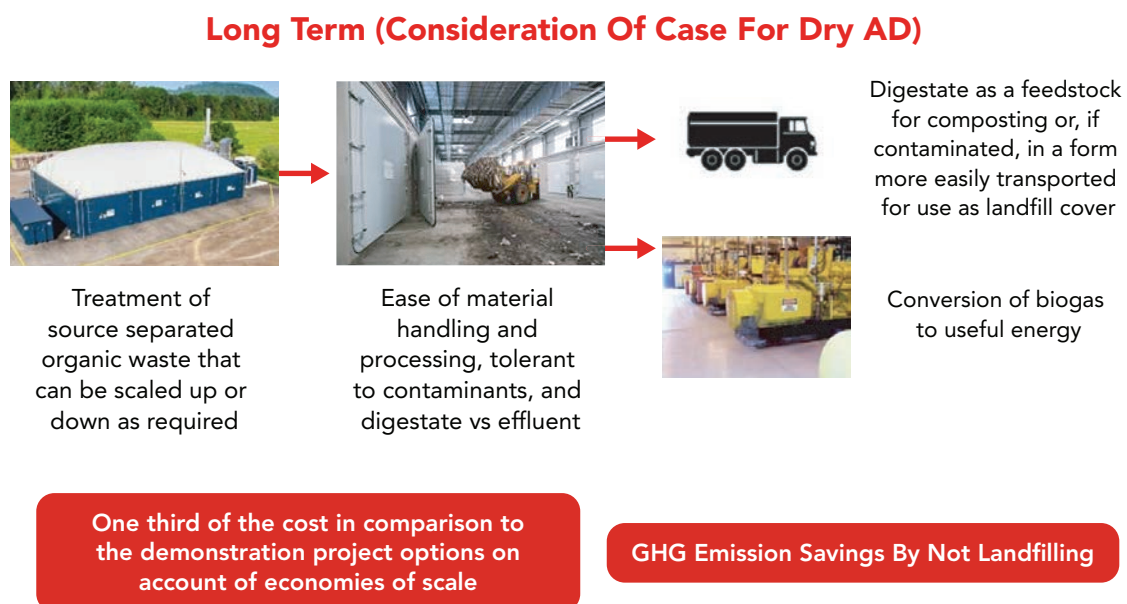 Long Term (Consideration Of Case For Dry AD)
Treatment of
source separated
organic waste that
can be scaled up or
down as required
Ease of material
handling and
processing, tolerant
to contaminants, and
digestate vs effluent
Digestate as a feedstock
for composting or, if
contaminated, in a form
more easily transported
for use as landfill cover
Conversion of biogas
to useful energy
One third of the cost in comparison to
the demonstration project options on
account of economies of scale
GHG Emission Savings By Not Landfilling